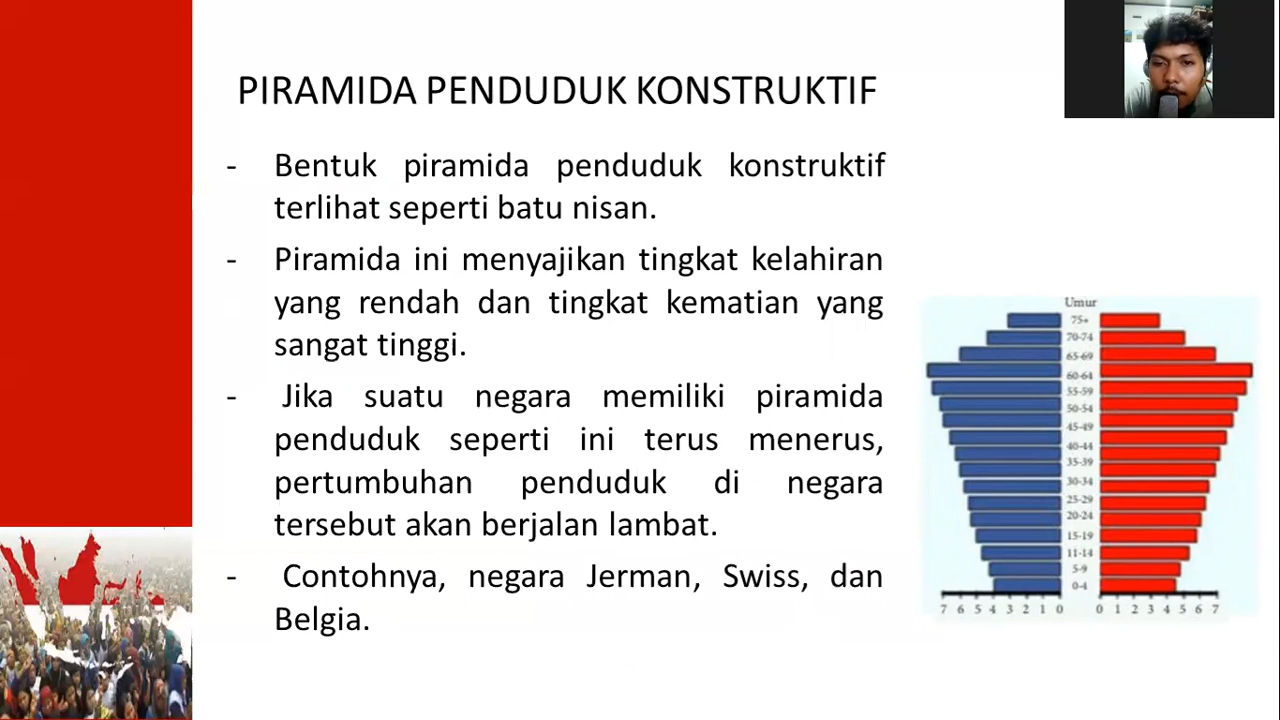 PIRAMIDA PENDUDUK KONSTRUKTIF
- Bentuk piramida penduduk konstruktif
terlihat seperti batu nisan.
- Piramida ini menyajikan tingkat kelahiran
yang rendah dan tingkat kematian yang
sangat tinggi.
- Jika suatu negara memiliki piramida
penduduk seperti ini terus menerus,
pertumbuhan penduduk di negara
tersebut akan berjalan lambat.
- Contohnya, negara Jerman, Swiss, dan
Belgia.
Umur
75+
70-74
65-69
60-64
55-59
50-54
45-49
40-44
35-39
30-34
25-29
20-24
15-19
11-14
5-9
0-4
7 6 5 4 3 2 1 0 0 1 2 3 4 5 6 7